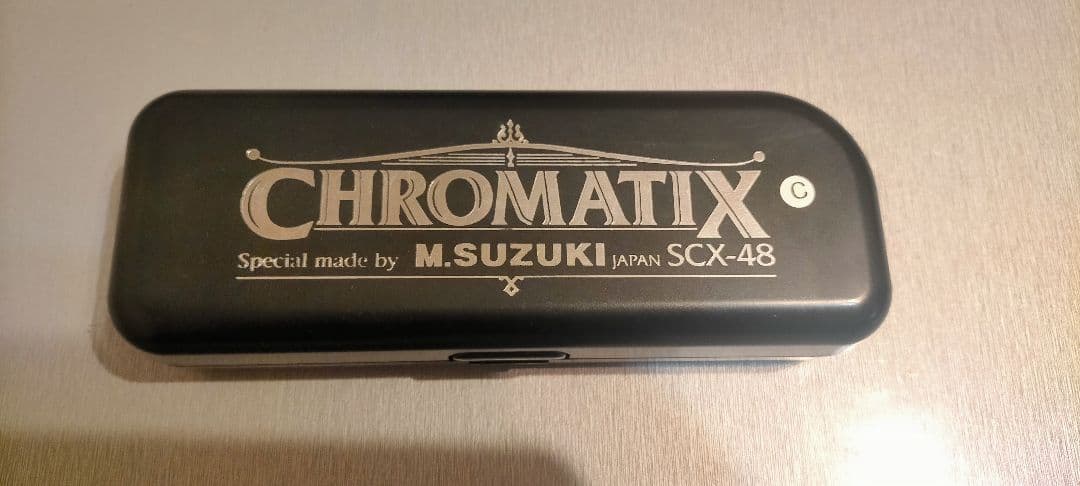 CHROMATIX C
Special made by M.SUZUKI JAPAN SCX-48